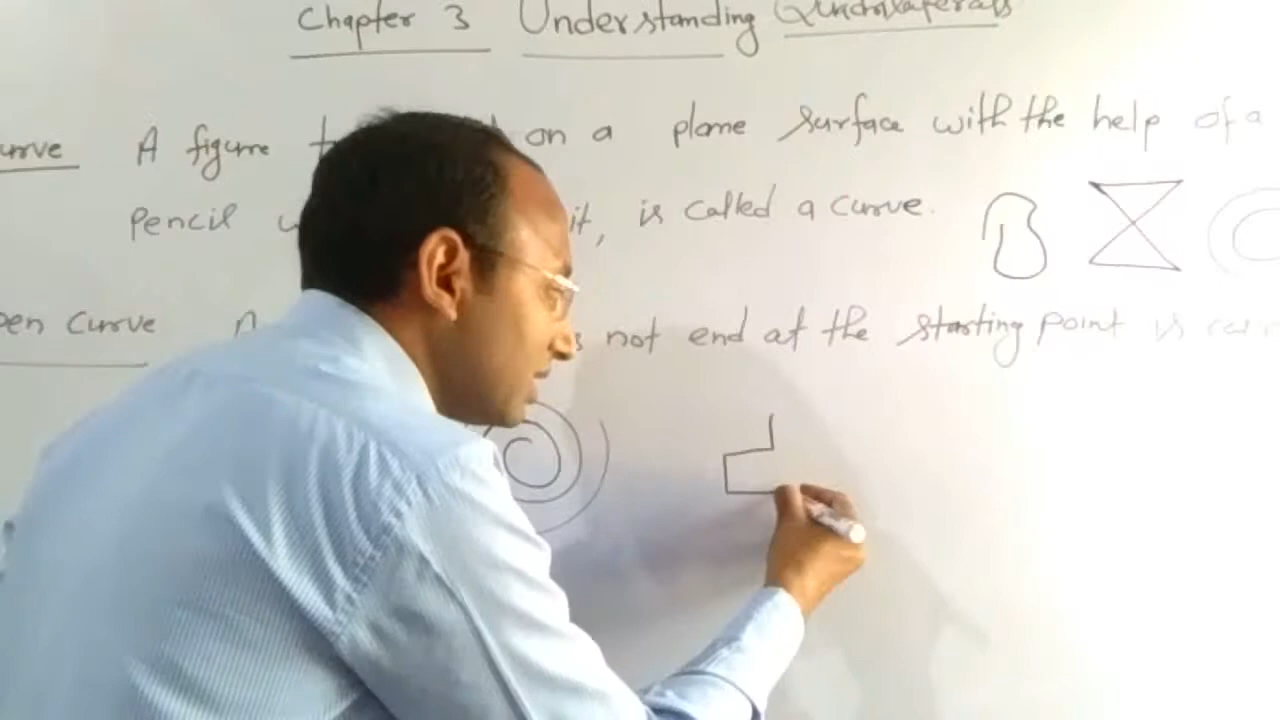 Chapter 3 Understanding Quadrilaterals
urve A figure t on a plane surface with the help of a
Pencil it, is called a curve.
pen Curve A s not end at the starting point is